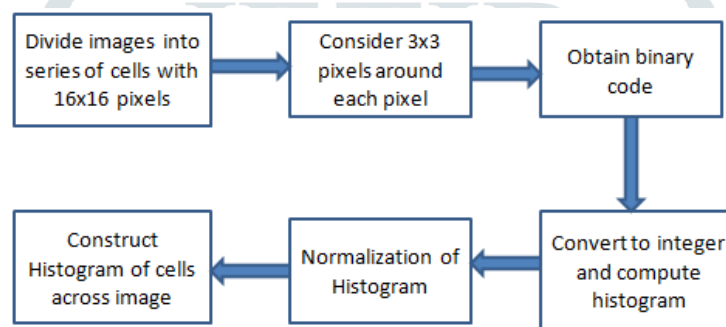 Divide images into
series of cells with
16x16 pixels
Consider 3x3
pixels around
each pixel
Obtain binary
code
Convert to integer
and compute
histogram
Normalization of
Histogram
Construct
Histogram of cells
across image